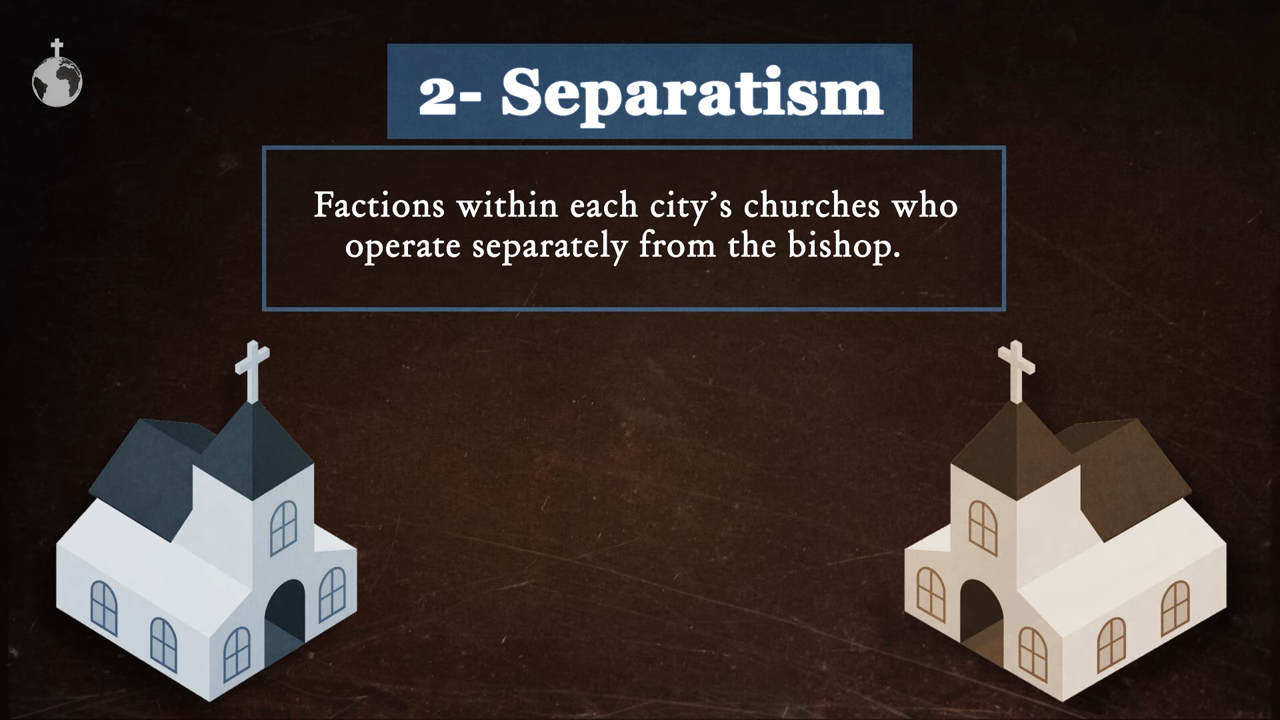 2- Separatism
Factions within each city’s churches who
operate separately from the bishop.